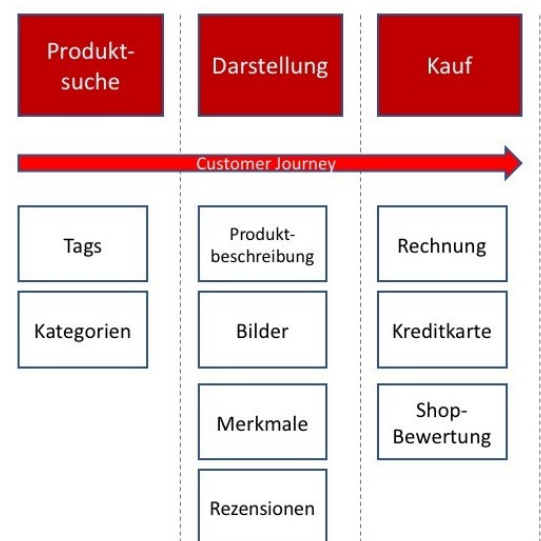 Produkt-
suche
Darstellung
Kauf
Customer Journey
Tags
Kategorien
Produkt-
beschreibung
Bilder
Merkmale
Rezensionen
Rechnung
Kreditkarte
Shop-
Bewertung